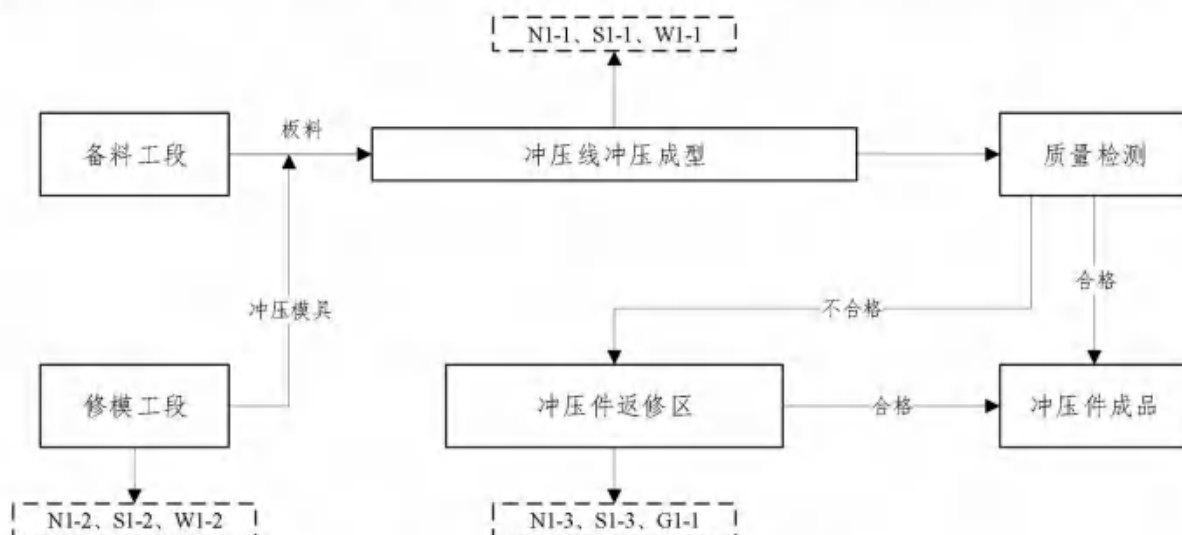 N1-1、S1-1、W1-1
备料工段
板料
冲压线冲压成型
质量检测
冲压模具
不合格
合格
修模工段
冲压件返修区
合格
冲压件成品
N1-2、S1-2、W1-2
N1-3、S1-3、G1-1